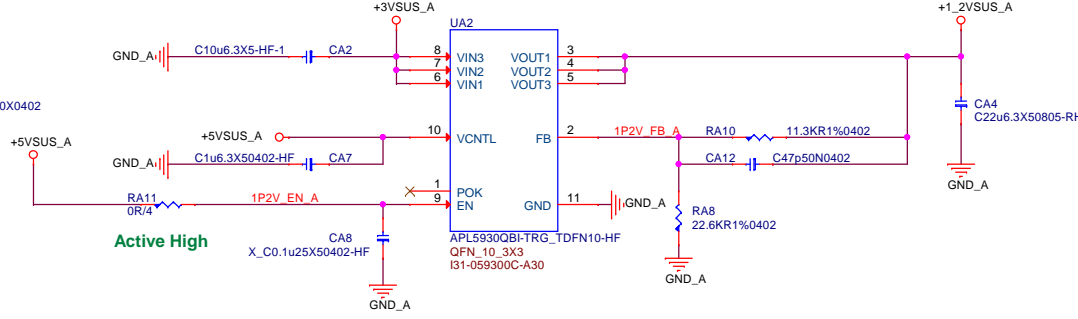 +3VSUS_A
+1_2VSUS_A
UA2
C10u6.3X5-HF-1
CA2
GND_A
8
VIN3
7
VIN2
6
VIN1
VOUT1
3
VOUT2
4
VOUT3
5
0X0402
CA4
C22u6.3X50805-RH
+5VSUS_A
+5VSUS_A
10
VCNTL
FB
2
1P2V_FB_A
RA10
11.3KR1%0402
GND_A
C1u6.3X50402-HF
CA7
CA12
C47p50N0402
GND_A
1
POK
RA11
0R/4
1P2V_EN_A
9
EN
GND
11
GND_A
RA8
22.6KR1%0402
Active High
CA8
X_C0.1u25X50402-HF
APL5930QBI-TRG_TDFN10-HF
QFN_10_3X3
I31-059300C-A30
GND_A
GND_A